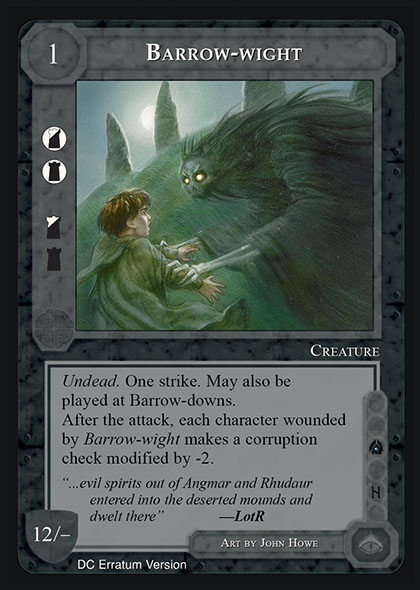 1
BARROW-WIGHT
CREATURE
Undead. One strike. May also be
played at Barrow-downs.
After the attack, each character wounded
by Barrow-wight makes a corruption
check modified by -2.
“...evil spirits out of Angmar and Rhudaur
entered into the deserted mounds and
dwelt there” —LotR
12/–
ART BY JOHN HOWE
DC Erratum Version